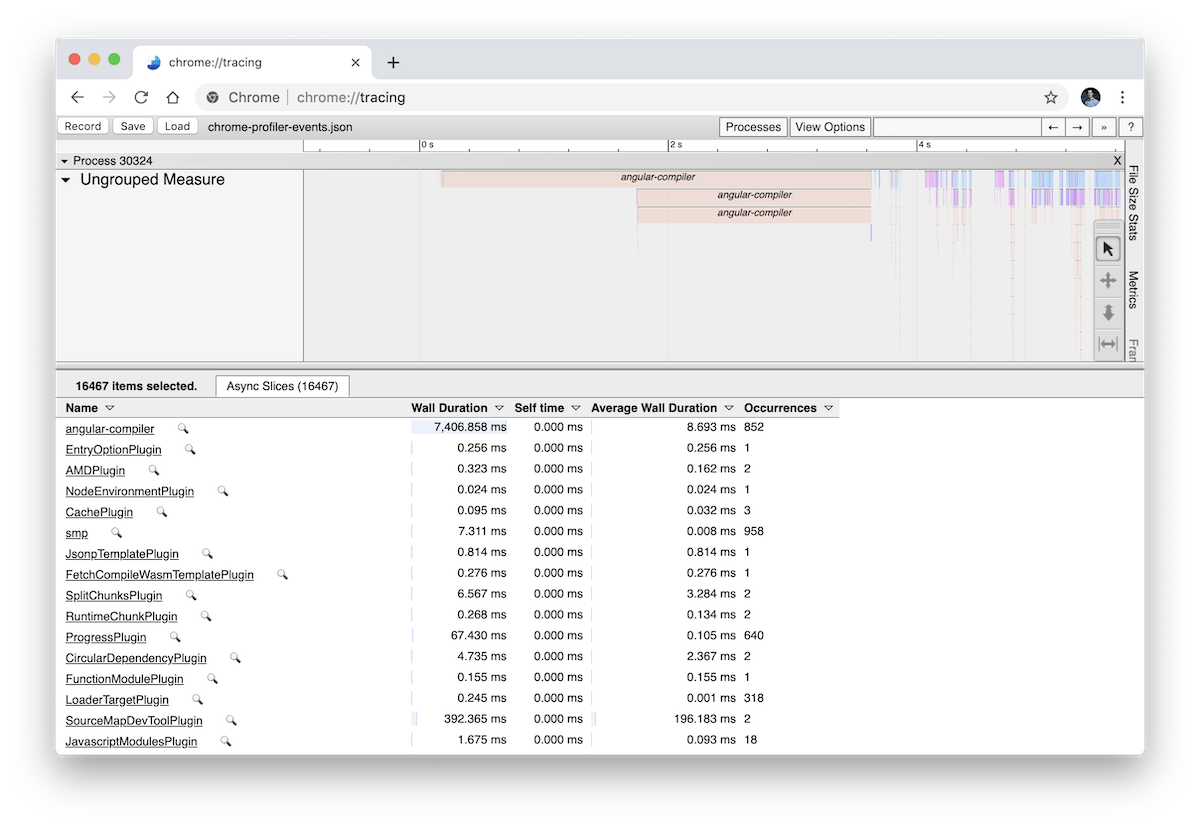 chrome://tracing
Chrome chrome://tracing
Record Save Load chrome-profiler-events.json Processes View Options ← → » ?
0 s 2 s 4 s
Process 30324 X
Ungrouped Measure
angular-compiler
angular-compiler
angular-compiler
File Size Stats
Metrics
Fran
16467 items selected. Async Slices (16467)
Name Wall Duration Self time Average Wall Duration Occurrences
angular-compiler 7,406.858 ms 0.000 ms 8.693 ms 852
EntryOptionPlugin 0.256 ms 0.000 ms 0.256 ms 1
AMDPlugin 0.323 ms 0.000 ms 0.162 ms 2
NodeEnvironmentPlugin 0.024 ms 0.000 ms 0.024 ms 1
CachePlugin 0.095 ms 0.000 ms 0.032 ms 3
smp 7.311 ms 0.000 ms 0.008 ms 958
JsonpTemplatePlugin 0.814 ms 0.000 ms 0.814 ms 1
FetchCompileWasmTemplatePlugin 0.276 ms 0.000 ms 0.276 ms 1
SplitChunksPlugin 6.567 ms 0.000 ms 3.284 ms 2
RuntimeChunkPlugin 0.268 ms 0.000 ms 0.134 ms 2
ProgressPlugin 67.430 ms 0.000 ms 0.105 ms 640
CircularDependencyPlugin 4.735 ms 0.000 ms 2.367 ms 2
FunctionModulePlugin 0.155 ms 0.000 ms 0.155 ms 1
LoaderTargetPlugin 0.245 ms 0.000 ms 0.001 ms 318
SourceMapDevToolPlugin 392.365 ms 0.000 ms 196.183 ms 2
JavascriptModulesPlugin 1.675 ms 0.000 ms 0.093 ms 18